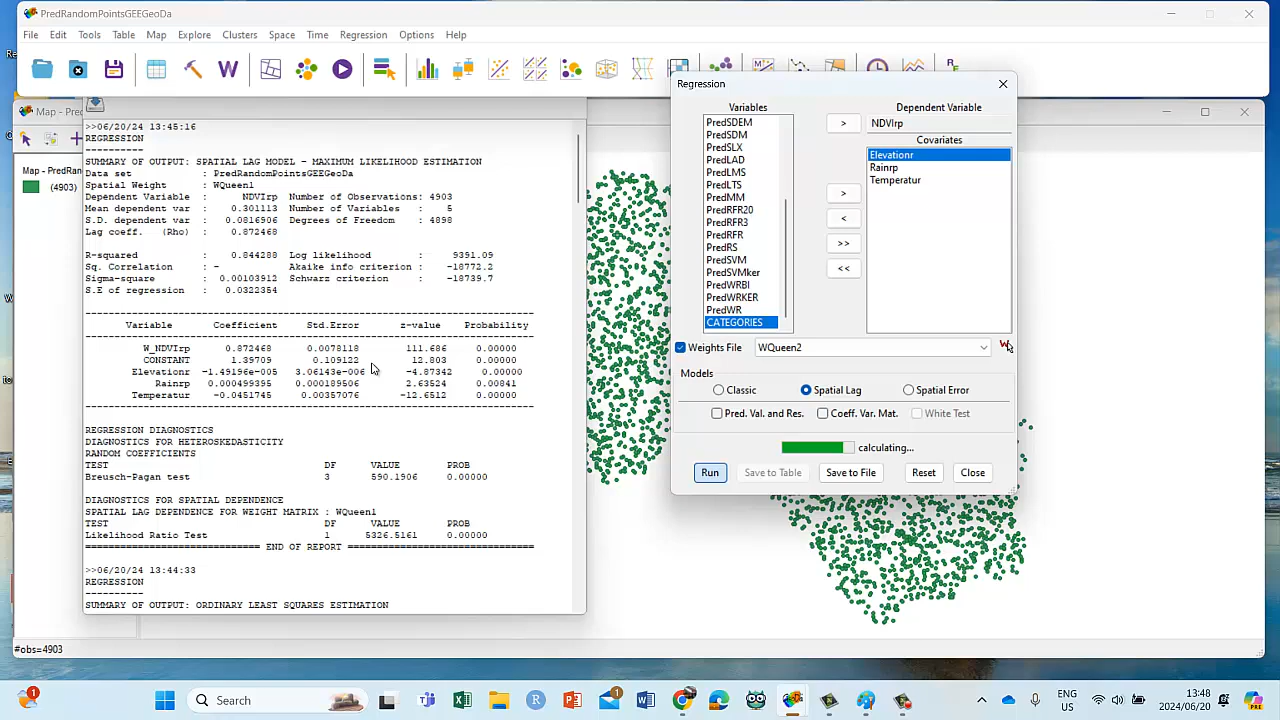 PredRandomPointsGEEGeoDa
File Edit Tools Table Map Explore Clusters Space Time Regression Options Help
Map - Pred
Map - PredRan
(4903)
>>06/20/24 13:45:16
REGRESSION
----------
SUMMARY OF OUTPUT: SPATIAL LAG MODEL - MAXIMUM LIKELIHOOD ESTIMATION
Data set : PredRandomPointsGEEGeoDa
Spatial Weight : WQueen1
Dependent Variable : NDVIrp Number of Observations: 4903
Mean dependent var : 0.301113 Number of Variables : 5
S.D. dependent var : 0.0816906 Degrees of Freedom : 4898
Lag coeff. (Rho) : 0.872468
R-squared : 0.844288 Log likelihood : 9391.09
Sq. Correlation : - Akaike info criterion : -18772.2
Sigma-square : 0.00103912 Schwarz criterion : -18739.7
S.E of regression : 0.0322354
Variable Coefficient Std.Error z-value Probability
W_NDVIrp 0.872468 0.0078118 111.686 0.00000
CONSTANT 1.39709 0.109122 12.803 0.00000
Elevationr -1.49196e-005 3.06143e-006 -4.87342 0.00000
Rainrp 0.000499395 0.000189506 2.63524 0.00841
Temperatur -0.0451745 0.00357076 -12.6512 0.00000
REGRESSION DIAGNOSTICS
DIAGNOSTICS FOR HETEROSKEDASTICITY
RANDOM COEFFICIENTS
TEST DF VALUE PROB
Breusch-Pagan test 3 590.1906 0.00000
DIAGNOSTICS FOR SPATIAL DEPENDENCE
SPATIAL LAG DEPENDENCE FOR WEIGHT MATRIX : WQueen1
TEST DF VALUE PROB
Likelihood Ratio Test 1 5326.5161 0.00000
============================== END OF REPORT ================================
>>06/20/24 13:44:33
REGRESSION
----------
SUMMARY OF OUTPUT: ORDINARY LEAST SQUARES ESTIMATION
Regression
Variables
PredSDEM
PredSDM
PredSLX
PredLAD
PredLMS
PredLTS
PredMM
PredRFR20
PredRFR3
PredRFR
PredRS
PredSVM
PredSVMker
PredWRBI
PredWRKER
PredWR
CATEGORIES
>
>
<
>>
<<
Dependent Variable
NDVIrp
Covariates
Elevationr
Rainrp
Temperatur
Weights File WQueen2
Models
Classic Spatial Lag Spatial Error
Pred. Val. and Res. Coeff. Var. Mat. White Test
calculating...
Run Save to Table Save to File Reset Close
#obs=4903
1 Search 1 ENG PRE
US 13:48
2024/06/20